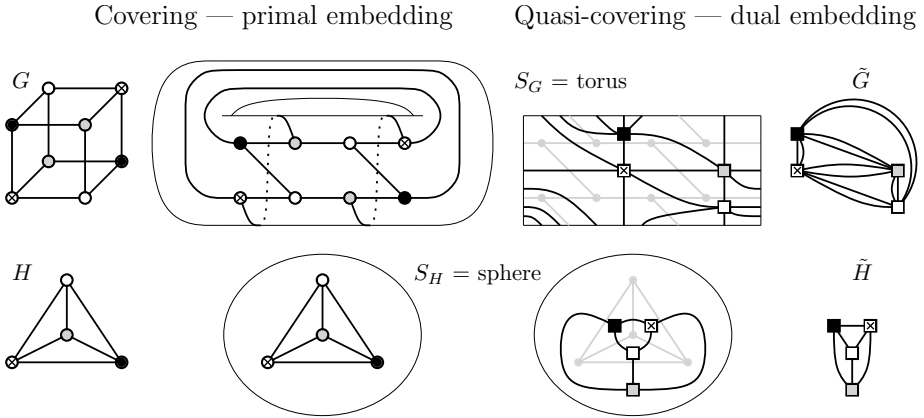 Covering — primal embedding
Quasi-covering — dual embedding
G
S_G = torus
G̃
H
S_H = sphere
H̃